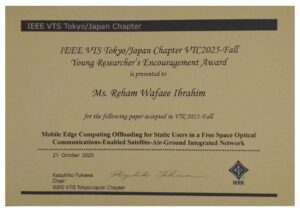 IEEE VTS Tokyo/Japan Chapter
IEEE VTS Tokyo/Japan Chapter VTC2025-Fall
Young Researcher's Encouragement Award
is presented to
Ms. Reham Wafaee Ibrahim
for the following paper accepted in VTC2025-Fall
Mobile Edge Computing Offloading for Static Users in a Free Space Optical
Communications-Enabled Satellite-Air-Ground Integrated Network
21 October 2025
Kazuhiko Fukawa
Chair
IEEE VTS Tokyo/Japan Chapter
IEEE